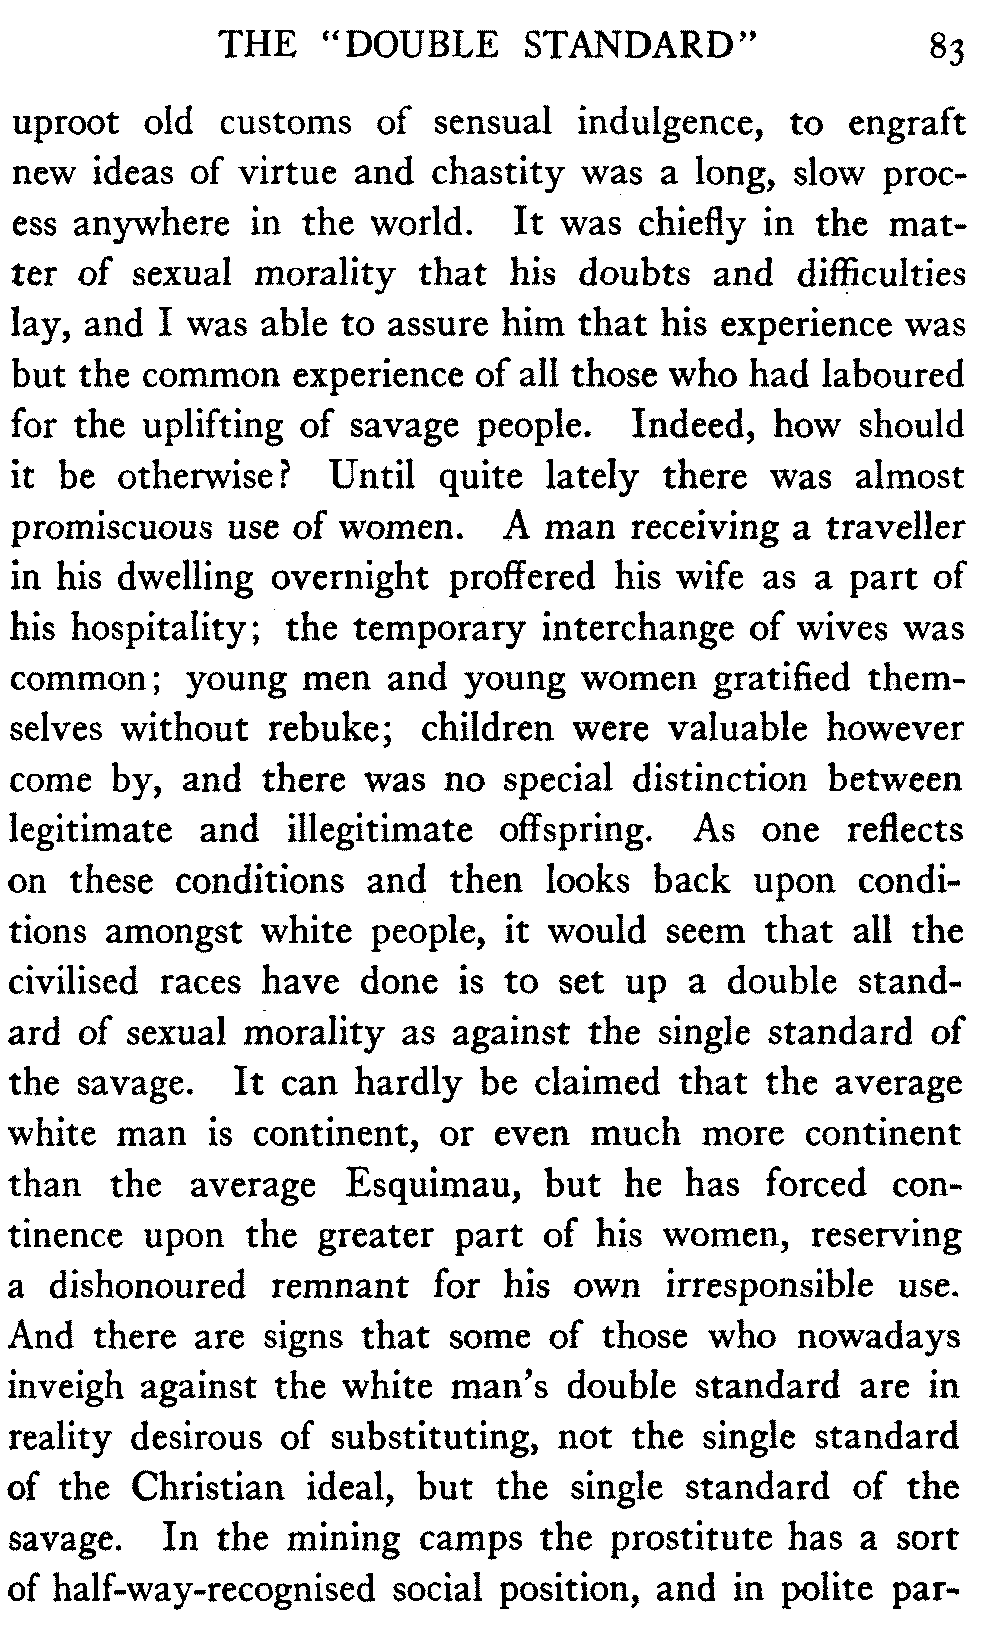 THE "DOUBLE STANDARD" 83
uproot old customs of sensual indulgence, to engraft
new ideas of virtue and chastity was a long, slow proc-
ess anywhere in the world. It was chiefly in the mat-
ter of sexual morality that his doubts and difficulties
lay, and I was able to assure him that his experience was
but the common experience of all those who had laboured
for the uplifting of savage people. Indeed, how should
it be otherwise? Until quite lately there was almost
promiscuous use of women. A man receiving a traveller
in his dwelling overnight proffered his wife as a part of
his hospitality; the temporary interchange of wives was
common; young men and young women gratified them-
selves without rebuke; children were valuable however
come by, and there was no special distinction between
legitimate and illegitimate offspring. As one reflects
on these conditions and then looks back upon condi-
tions amongst white people, it would seem that all the
civilised races have done is to set up a double stand-
ard of sexual morality as against the single standard of
the savage. It can hardly be claimed that the average
white man is continent, or even much more continent
than the average Esquimau, but he has forced con-
tinence upon the greater part of his women, reserving
a dishonoured remnant for his own irresponsible use.
And there are signs that some of those who nowadays
inveigh against the white man's double standard are in
reality desirous of substituting, not the single standard
of the Christian ideal, but the single standard of the
savage. In the mining camps the prostitute has a sort
of half-way-recognised social position, and in polite par-